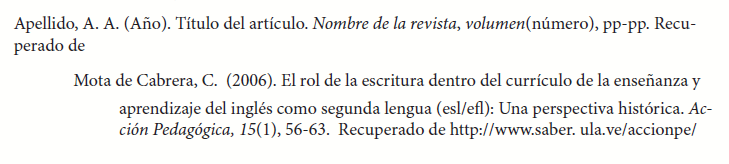 Apellido, A. A. (Año). Título del artículo. Nombre de la revista, volumen(número), pp-pp. Recu-
perado de
Mota de Cabrera, C. (2006). El rol de la escritura dentro del currículo de la enseñanza y
aprendizaje del inglés como segunda lengua (esl/efl): Una perspectiva histórica. Ac-
ción Pedagógica, 15(1), 56-63. Recuperado de http://www.saber. ula.ve/accionpe/